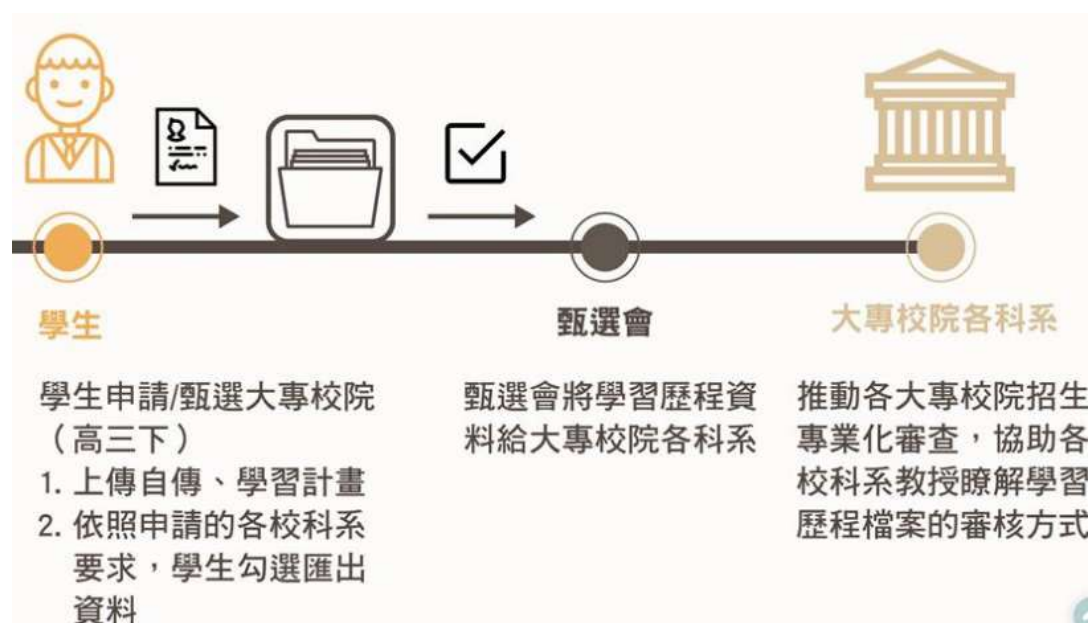 學生
學生申請/甄選大專校院
（高三下）
1. 上傳自傳、學習計畫
2. 依照申請的各校科系
要求，學生勾選匯出
資料
甄選會
甄選會將學習歷程資
料給大專校院各科系
大專校院各科系
推動各大專校院招生
專業化審查，協助各
校科系教授瞭解學習
歷程檔案的審核方式